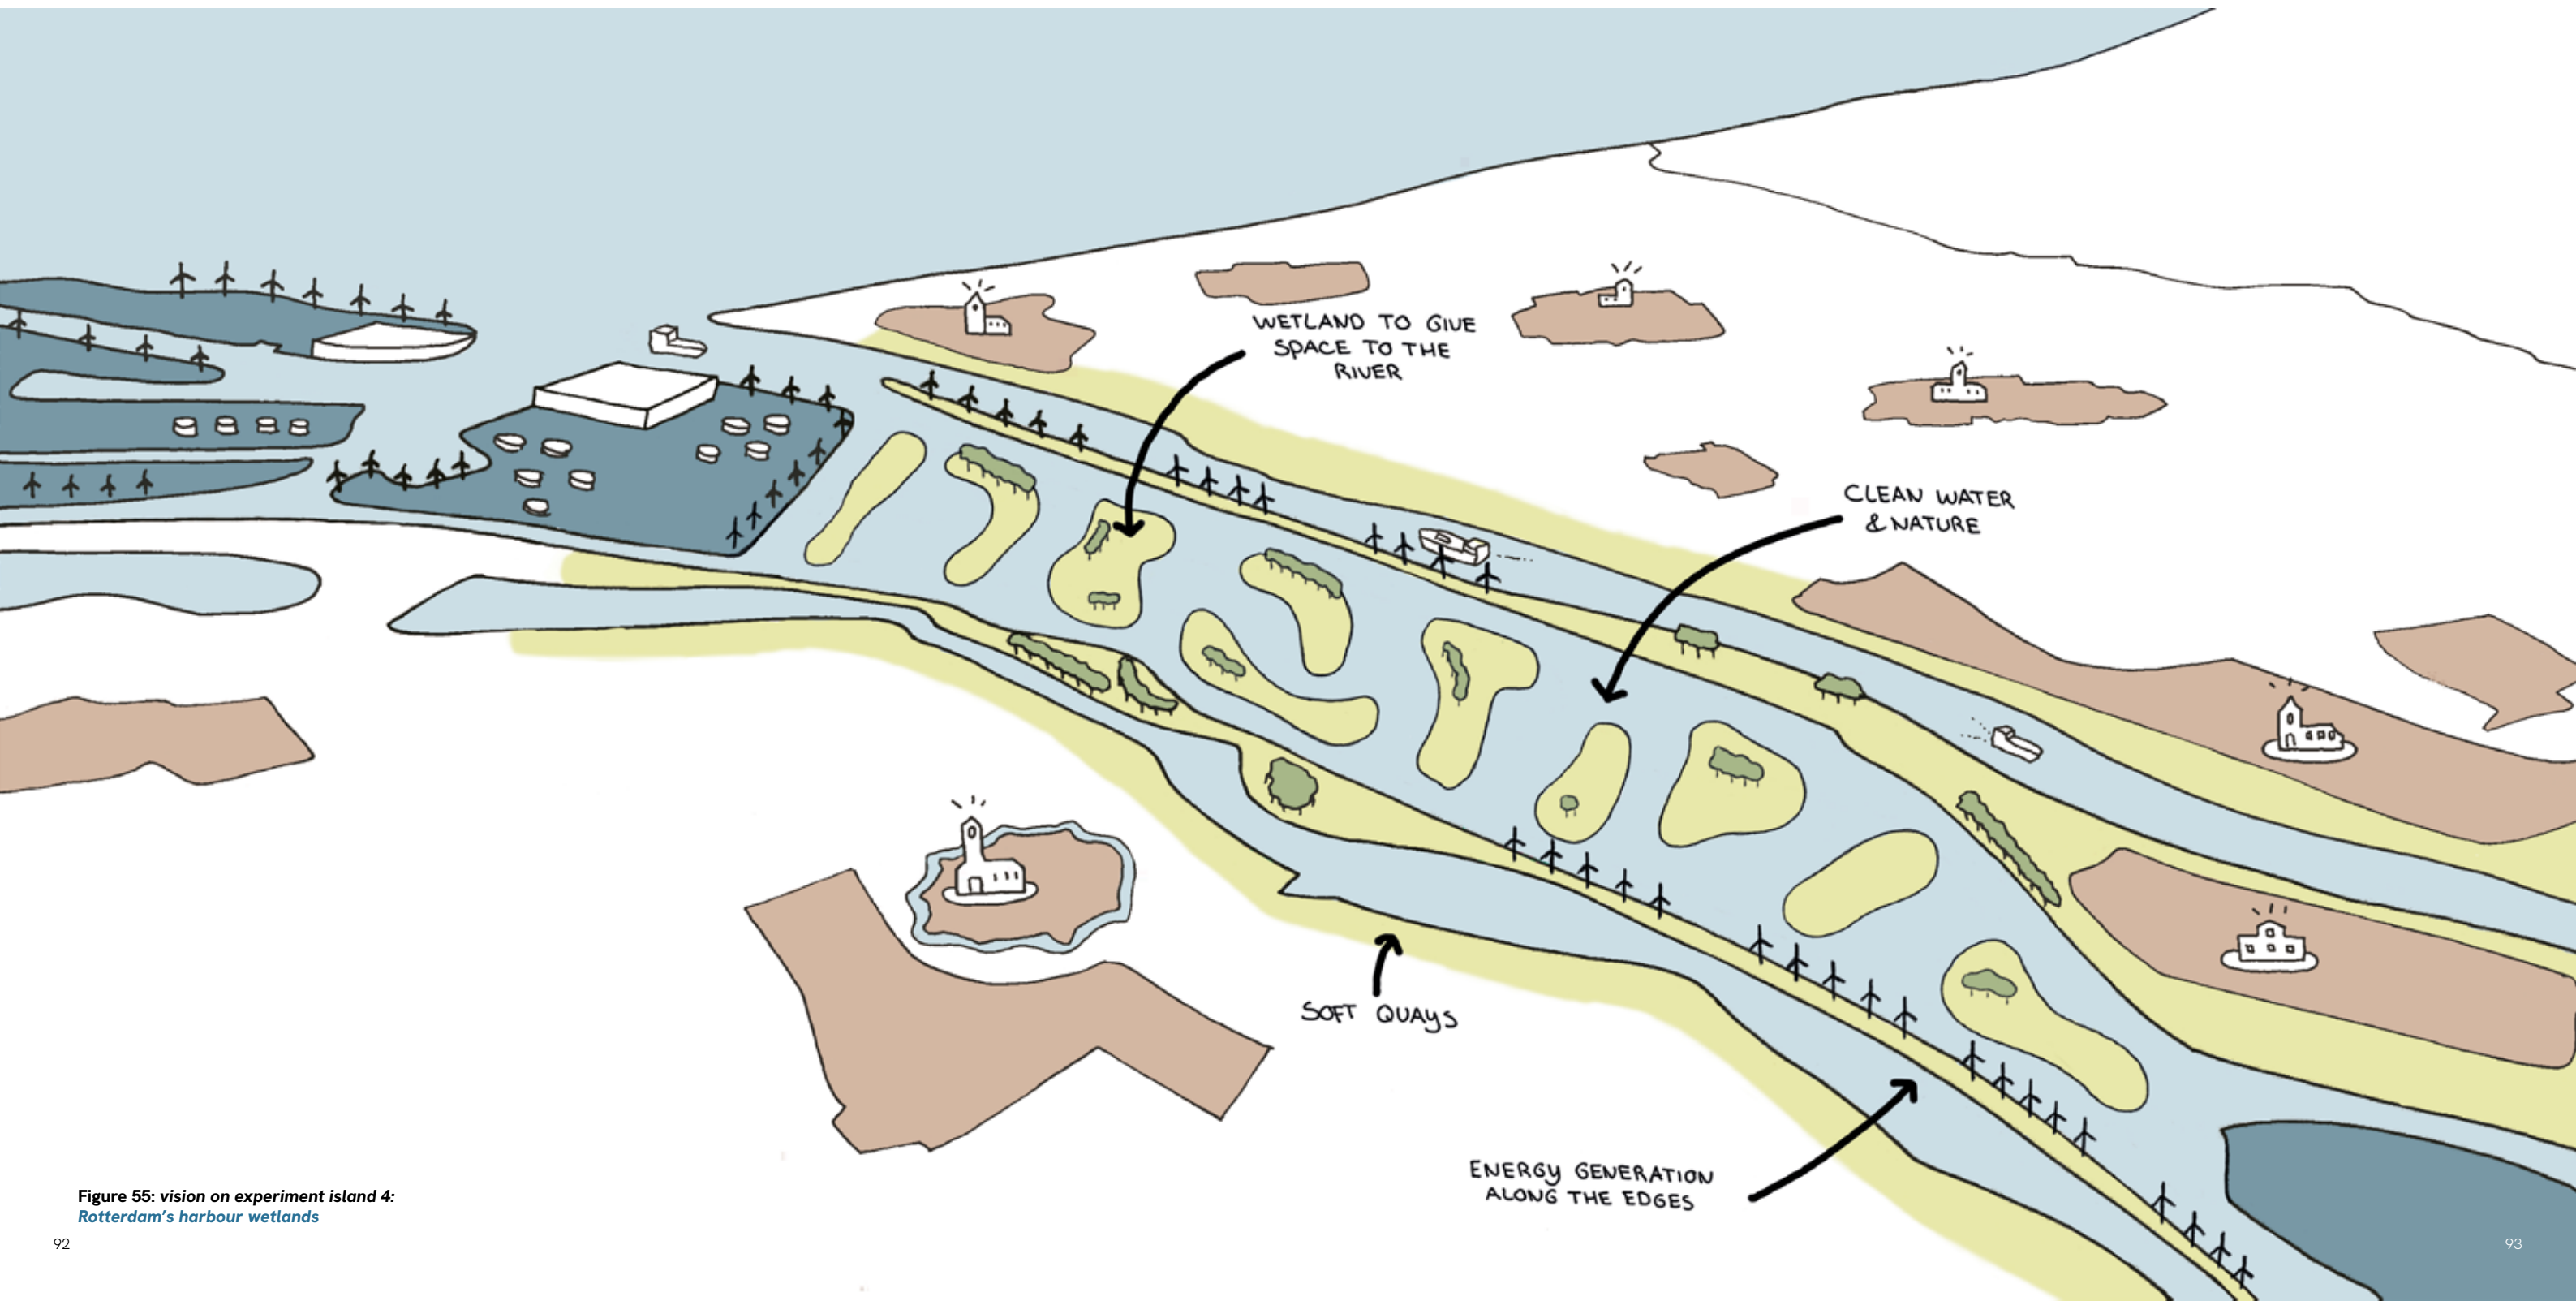 WETLAND TO GIVE
SPACE TO THE
RIVER
CLEAN WATER
& NATURE
SOFT QUAYS
ENERGY GENERATION
ALONG THE EDGES
Figure 55: vision on experiment island 4:
Rotterdam's harbour wetlands
92
93